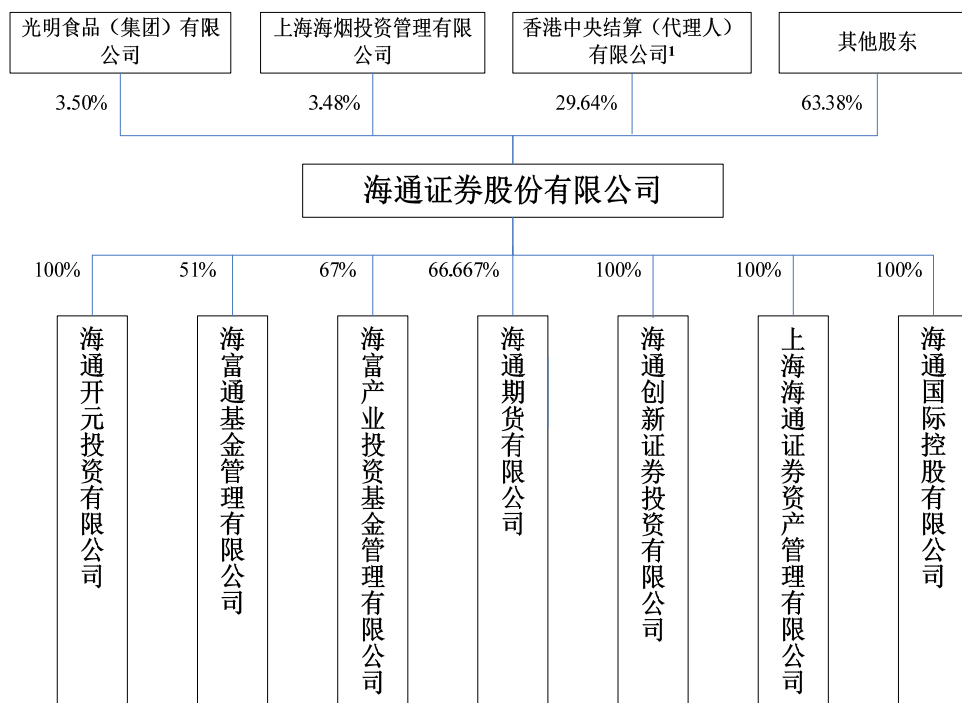 光明食品（集团）有限
公司
上海海烟投资管理有限
公司
香港中央结算（代理人）
有限公司1
其他股东
3.50%
3.48%
29.64%
63.38%
海通证券股份有限公司
100%
51%
67%
66.667%
100%
100%
100%
海通开元投资有限公司
海富通基金管理有限公司
海富产业投资基金管理有限公司
海通期货有限公司
海通创新证券投资有限公司
上海海通证券资产管理有限公司
海通国际控股有限公司